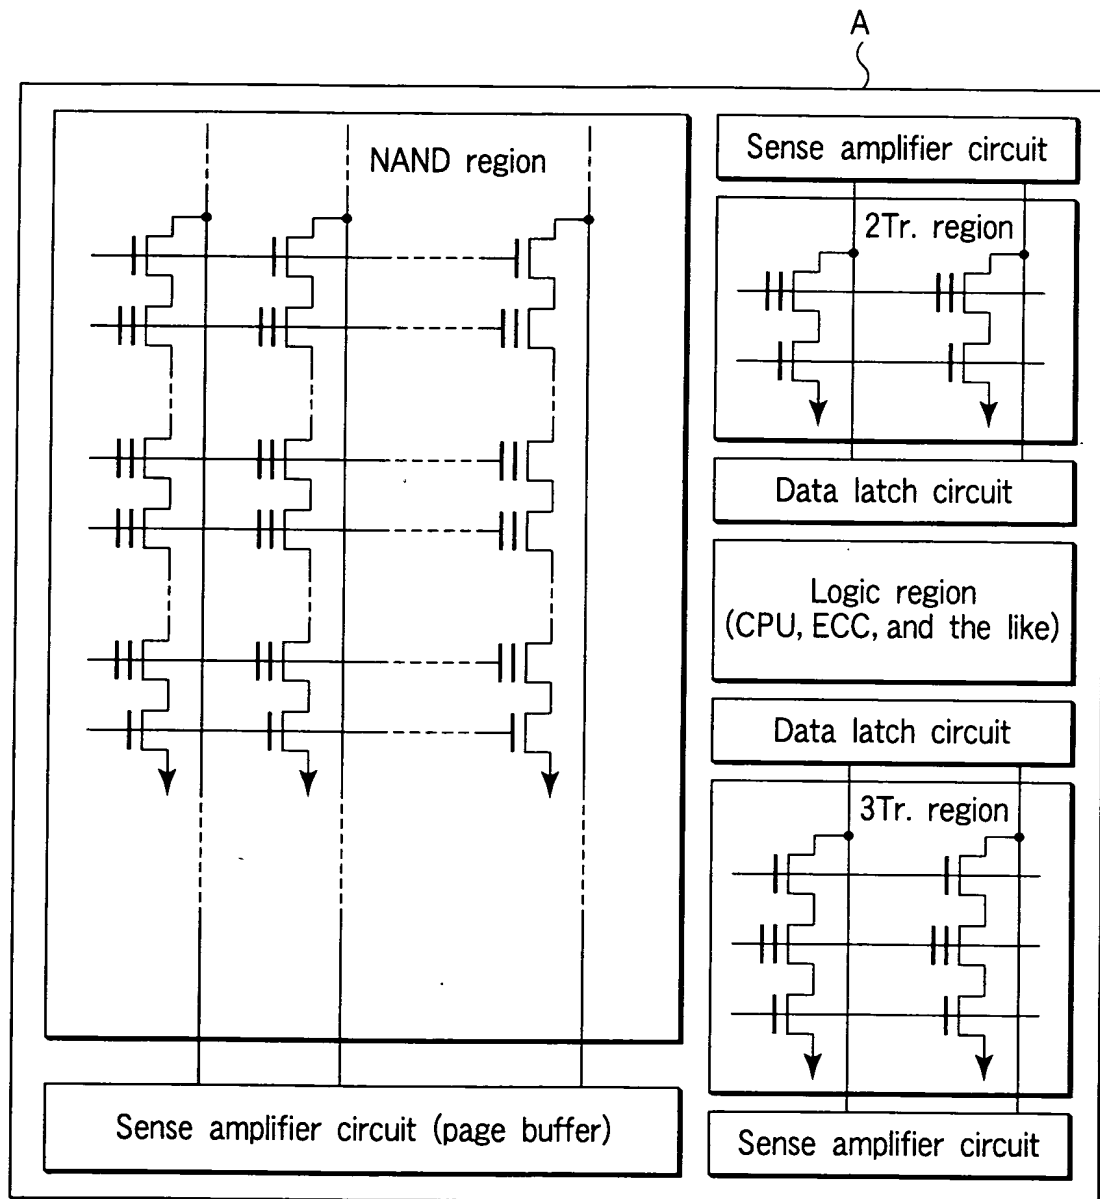 A
NAND region
Sense amplifier circuit
2Tr. region
Data latch circuit
Logic region
(CPU, ECC, and the like)
Data latch circuit
3Tr. region
Sense amplifier circuit (page buffer)
Sense amplifier circuit